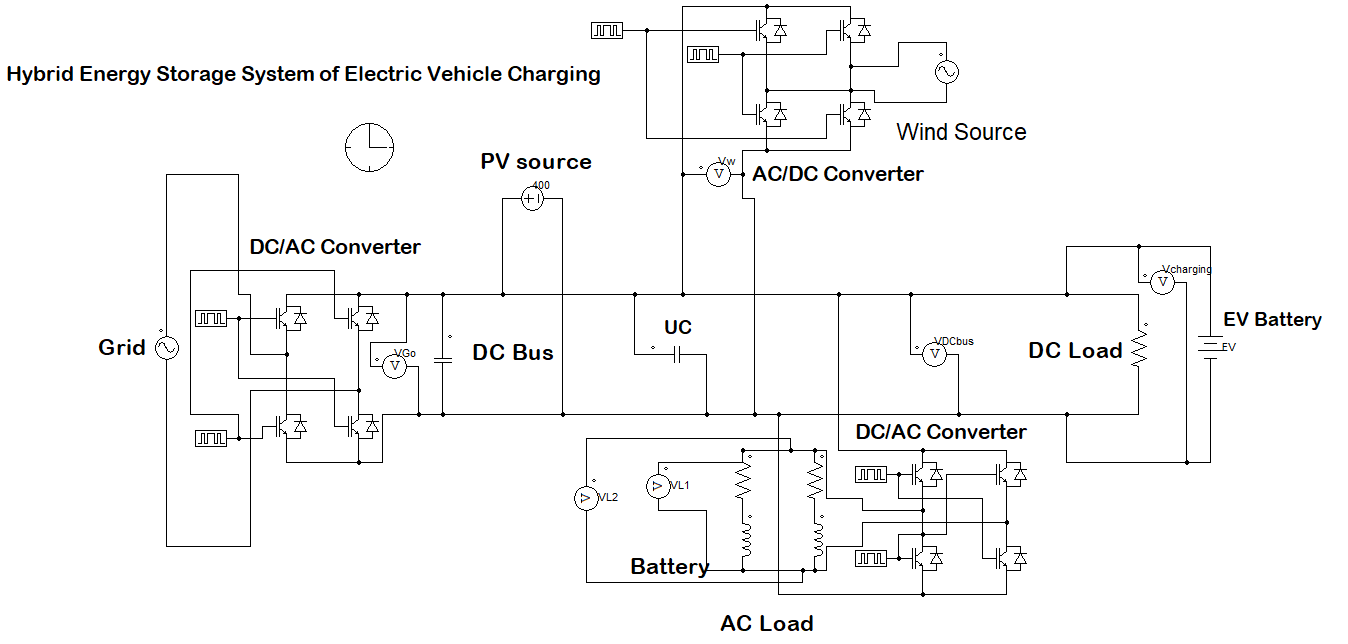 Hybrid Energy Storage System of Electric Vehicle Charging
Wind Source
Vw
V
AC/DC Converter
PV source
400
DC/AC Converter
Vcharging
V
Grid
VGo
V
DC Bus
UC
VDCbus
V
DC Load
EV Battery
EV
DC/AC Converter
V
VL2
V
VL1
Battery
AC Load